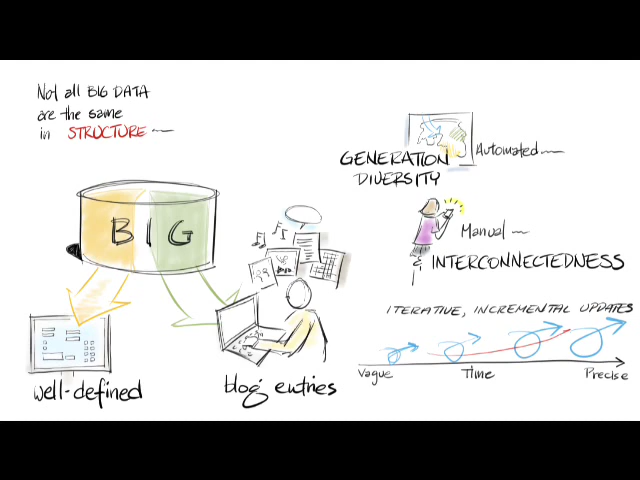 Not all BIG DATA
are the same
in STRUCTURE
BIG
well-defined
blog entries
GENERATION
DIVERSITY
Automated
Manual
INTERCONNECTEDNESS
ITERATIVE, INCREMENTAL UPDATES
Vague Time Precise